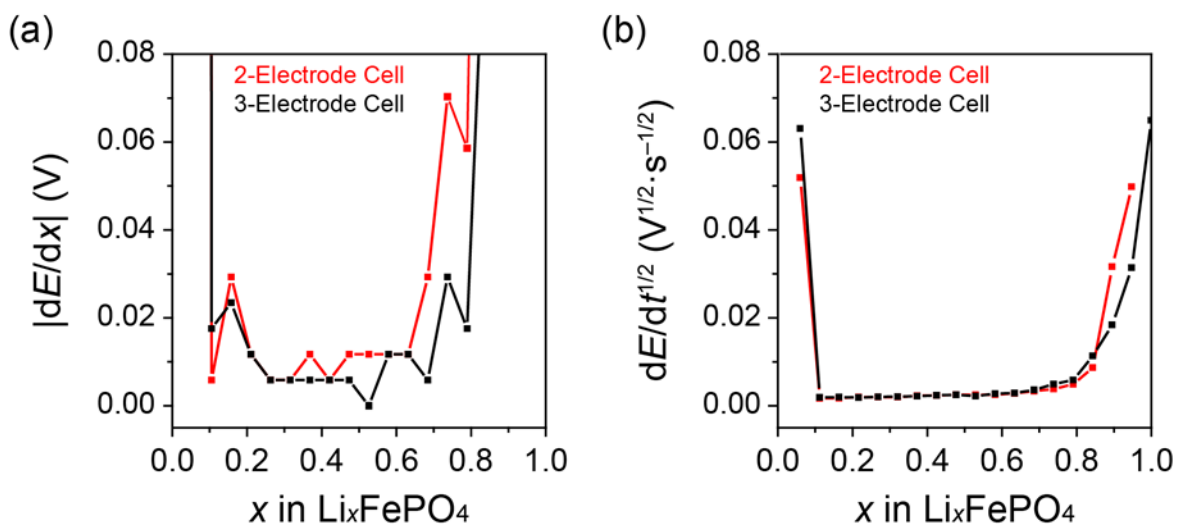 (a)
2-Electrode Cell
3-Electrode Cell
|dE/dx| (V)
0.08
0.06
0.04
0.02
0.00
0.0 0.2 0.4 0.6 0.8 1.0
x in LixFePO4
(b)
2-Electrode Cell
3-Electrode Cell
dE/dt^1/2 (V^1/2·s^−1/2)
0.08
0.06
0.04
0.02
0.00
0.0 0.2 0.4 0.6 0.8 1.0
x in LixFePO4